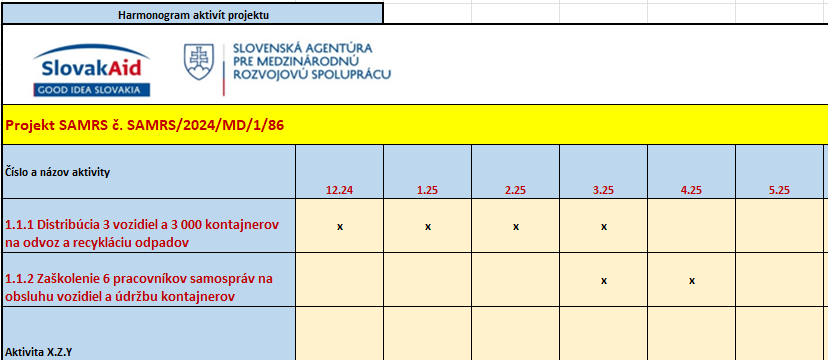 Harmonogram aktivít projektu
SlovakAid
GOOD IDEA SLOVAKIA
SLOVENSKÁ AGENTÚRA
PRE MEDZINÁRODNÚ
ROZVOJOVÚ SPOLUPRÁCU
Projekt SAMRS č. SAMRS/2024/MD/1/86
Číslo a názov aktivity 12.24 1.25 2.25 3.25 4.25 5.25
1.1.1 Distribúcia 3 vozidiel a 3 000 kontajnerov
na odvoz a recykláciu odpadov x x x x
1.1.2 Zaškolenie 6 pracovníkov samospráv na
obsluhu vozidiel a údržbu kontajnerov x x
Aktivita X.Z.Y